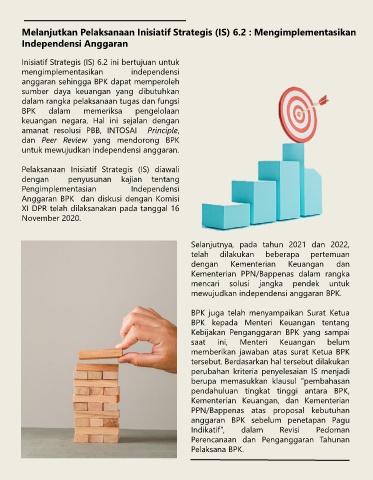 Melanjutkan Pelaksanaan Inisiatif Strategis (IS) 6.2 : Mengimplementasikan
Independensi Anggaran
Inisiatif Strategis (IS) 6.2 ini bertujuan untuk
mengimplementasikan independensi
anggaran sehingga BPK dapat memperoleh
sumber daya keuangan yang dibutuhkan
dalam rangka pelaksanaan tugas dan fungsi
BPK dalam memeriksa pengelolaan
keuangan negara. Hal ini sejalan dengan
amanat resolusi PBB, INTOSAI Principle,
dan Peer Review yang mendorong BPK
untuk mewujudkan independensi anggaran.
Pelaksanaan Inisiatif Strategis (IS) diawali
dengan penyusunan kajian tentang
Pengimplementasian Independensi
Anggaran BPK dan diskusi dengan Komisi
XI DPR telah dilaksanakan pada tanggal 16
November 2020.
Selanjutnya, pada tahun 2021 dan 2022,
telah dilakukan beberapa pertemuan
dengan Kementerian Keuangan dan
Kementerian PPN/Bappenas dalam rangka
mencari solusi jangka pendek untuk
mewujudkan independensi anggaran BPK.
BPK juga telah menyampaikan Surat Ketua
BPK kepada Menteri Keuangan tentang
Kebijakan Penganggaran BPK yang sampai
saat ini, Menteri Keuangan belum
memberikan jawaban atas surat Ketua BPK
tersebut. Berdasarkan hal tersebut dilakukan
perubahan kriteria penyelesaian IS menjadi
berupa memasukkan klausul "pembahasan
pendahuluan tingkat tinggi antara BPK,
Kementerian Keuangan, dan Kementerian
PPN/Bappenas atas proposal kebutuhan
anggaran BPK sebelum penetapan Pagu
Indikatif", dalam Revisi Pedoman
Perencanaan dan Penganggaran Tahunan
Pelaksana BPK.